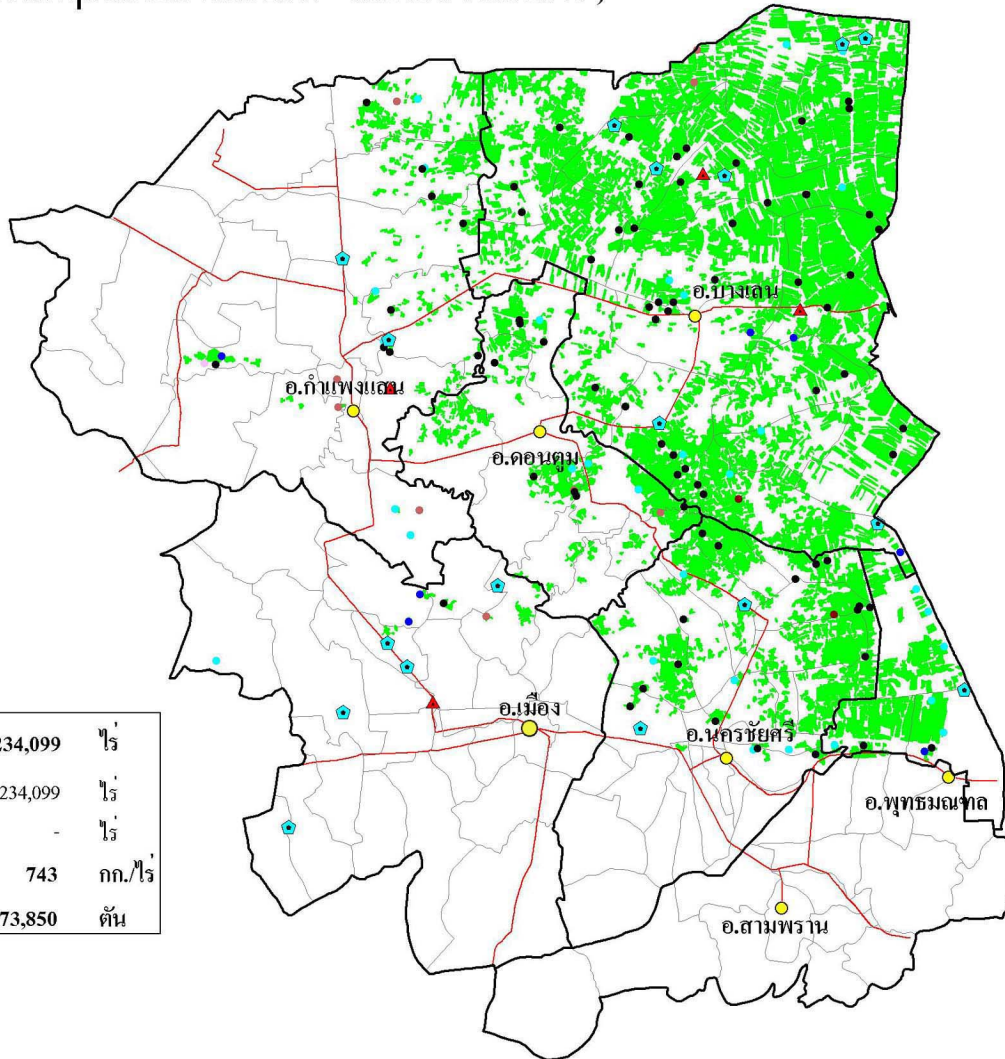 อ.บางเลน
อ.กำแพงแสน
อ.ดอนตูม
อ.เมือง
อ.นครชัยศรี
อ.พุทธมณฑล
อ.สามพราน
234,099 ไร่
234,099 ไร่
- ไร่
743 กก./ไร่
73,850 ตัน